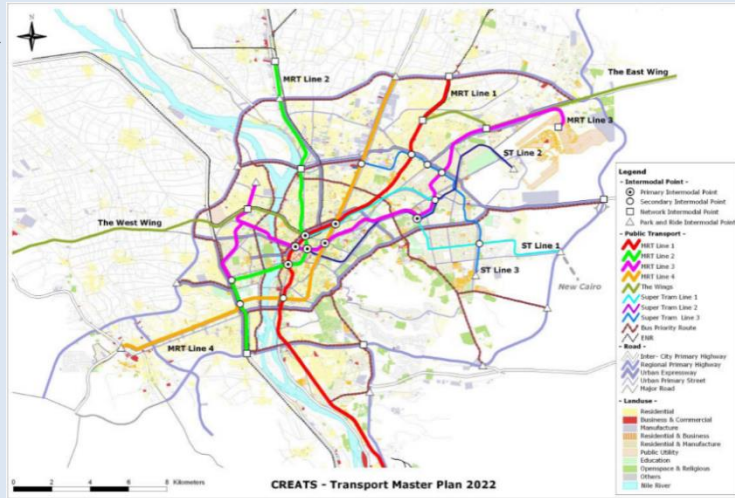 N
MRT Line 2
MRT Line 1
The East Wing
MRT Line 3
ST Line 2
The West Wing
ST Line 1
ST Line 3
New Cairo
MRT Line 4
0 2 4 6 8 Kilometers
CREATS - Transport Master Plan 2022
Legend
- Intermodal Point -
Primary Intermodal Point
Secondary Intermodal Point
Network Intermodal Point
Park and Ride Intermodal Point
- Public Transport -
MRT Line 1
MRT Line 2
MRT Line 3
MRT Line 4
The Wings
Super Tram Line 1
Super Tram Line 2
Super Tram Line 3
Bus Priority Route
ENR
- Road -
Inter- City Primary Highway
Regional Primary Highway
Urban Expressway
Urban Primary Street
Major Road
- Landuse -
Residential
Business & Commercial
Manufacture
Residential & Business
Residential & Manufacture
Public Utility
Education
Openspace & Religious
Others
Nile River